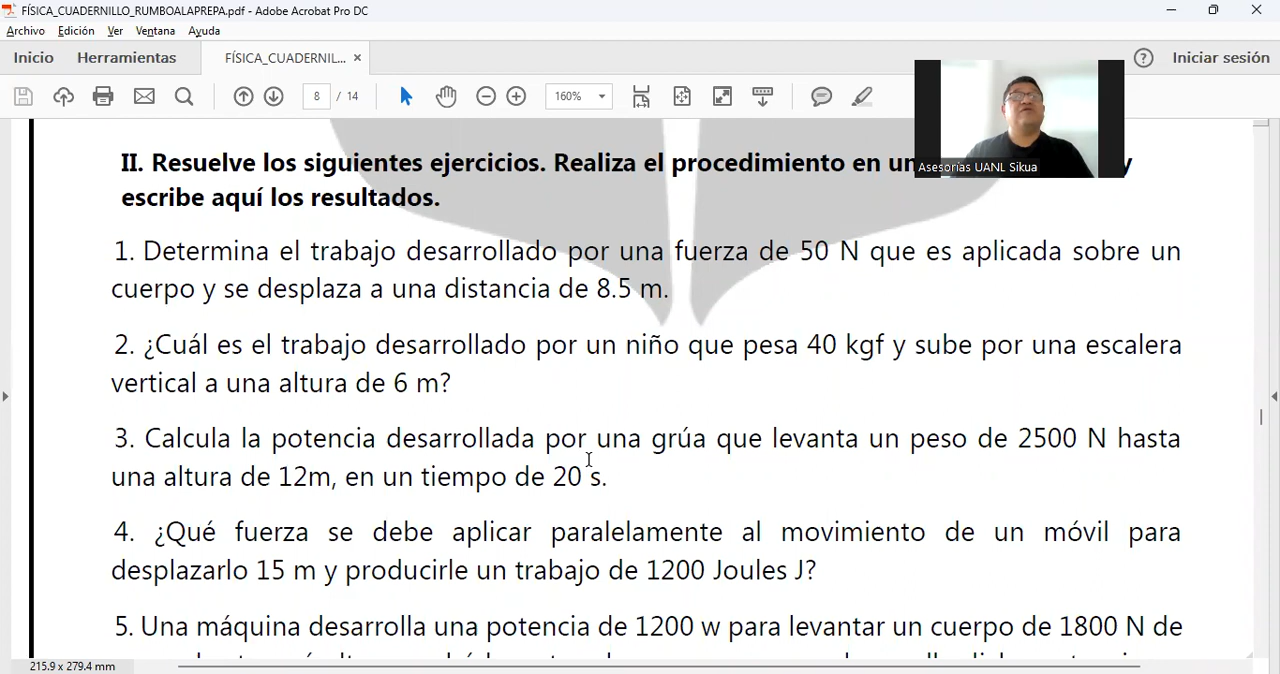 FÍSICA_CUADERNILLO_RUMBOALAPREPA.pdf - Adobe Acrobat Pro DC
Archivo Edición Ver Ventana Ayuda
Inicio Herramientas FÍSICA_CUADERNIL... × Iniciar sesión
8 / 14 160%
II. Resuelve los siguientes ejercicios. Realiza el procedimiento en un y
Asesorías UANL Sikua
escribe aquí los resultados.
1. Determina el trabajo desarrollado por una fuerza de 50 N que es aplicada sobre un
cuerpo y se desplaza a una distancia de 8.5 m.
2. ¿Cuál es el trabajo desarrollado por un niño que pesa 40 kgf y sube por una escalera
vertical a una altura de 6 m?
3. Calcula la potencia desarrollada por una grúa que levanta un peso de 2500 N hasta
una altura de 12m, en un tiempo de 20 s.
4. ¿Qué fuerza se debe aplicar paralelamente al movimiento de un móvil para
desplazarlo 15 m y producirle un trabajo de 1200 Joules J?
5. Una máquina desarrolla una potencia de 1200 w para levantar un cuerpo de 1800 N de
215.9 x 279.4 mm